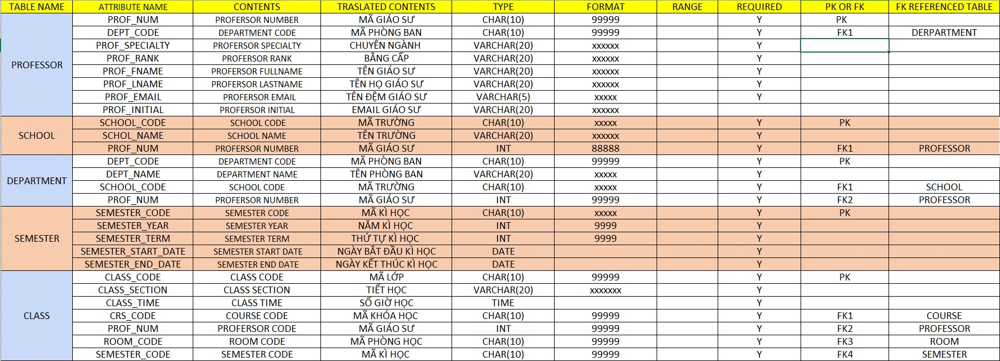 TABLE NAME ATTRIBUTE NAME CONTENTS TRASLATED CONTENTS TYPE FORMAT RANGE REQUIRED PK OR FK FK REFERENCED TABLE
PROFESSOR PROF_NUM PROFERSOR NUMBER MÃ GIÁO SƯ CHAR(10) 99999 Y PK
DEPT_CODE DEPARTMENT CODE MÃ PHÒNG BAN CHAR(10) 99999 Y FK1 DERPARTMENT
PROF_SPECIALTY PROFERSOR SPECIALTY CHUYÊN NGÀNH VARCHAR(20) xxxxxx Y
PROF_RANK PROFERSOR RANK BẰNG CẤP VARCHAR(20) xxxxxx Y
PROF_FNAME PROFERSOR FULLNAME TÊN GIÁO SƯ VARCHAR(20) xxxxxx Y
PROF_LNAME PROFERSOR LASTNAME TÊN HỌ GIÁO SƯ VARCHAR(20) xxxxxx Y
PROF_EMAIL PROFERSOR EMAIL TÊN ĐỆM GIÁO SƯ VARCHAR(5) xxxxx Y
PROF_INITIAL PROFERSOR INITIAL EMAIL GIÁO SƯ VARCHAR(20) xxxxxx
SCHOOL SCHOOL_CODE SCHOOL CODE MÃ TRƯỜNG CHAR(10) xxxxx Y PK
SCHOL_NAME SCHOOL NAME TÊN TRƯỜNG VARCHAR(20) xxxxxx Y
PROF_NUM PROFERSOR NUMBER MÃ GIÁO SƯ INT 88888 Y FK1 PROFESSOR
DEPARTMENT DEPT_CODE DEPARTMENT CODE MÃ PHÒNG BAN CHAR(10) 99999 Y PK
DEPT_NAME DEPARTMENT NAME TÊN PHÒNG BAN VARCHAR(20) xxxxx Y
SCHOOL_CODE SCHOOL CODE MÃ TRƯỜNG CHAR(10) xxxxx Y FK1 SCHOOL
PROF_NUM PROFERSOR NUMBER MÃ GIÁO SƯ INT 99999 Y FK2 PROFESSOR
SEMESTER SEMESTER_CODE SEMESTER CODE MÃ KÌ HỌC CHAR(10) xxxxx Y PK
SEMESTER_YEAR SEMESTER YEAR NĂM KÌ HỌC INT 9999 Y
SEMESTER_TERM SEMESTER TERM THỨ TỰ KÌ HỌC INT 9999 Y
SEMESTER_START_DATE SEMESTER START DATE NGÀY BẮT ĐẦU KÌ HỌC DATE Y
SEMESTER_END_DATE SEMESTER END DATE NGÀY KẾT THÚC KÌ HỌC DATE Y
CLASS CLASS_CODE CLASS CODE MÃ LỚP CHAR(10) 99999 Y PK
CLASS_SECTION CLASS SECTION TIẾT HỌC VARCHAR(20) xxxxxxx Y
CLASS_TIME CLASS TIME SỐ GIỜ HỌC TIME Y
CRS_CODE COURSE CODE MÃ KHÓA HỌC CHAR(10) 99999 Y FK1 COURSE
PROF_NUM PROFERSOR CODE MÃ GIÁO SƯ INT 99999 Y FK2 PROFESSOR
ROOM_CODE ROOM CODE MÃ PHÒNG HỌC CHAR(10) 99999 Y FK3 ROOM
SEMESTER_CODE SEMESTER CODE MÃ KÌ HỌC CHAR(10) 99999 Y FK4 SEMESTER